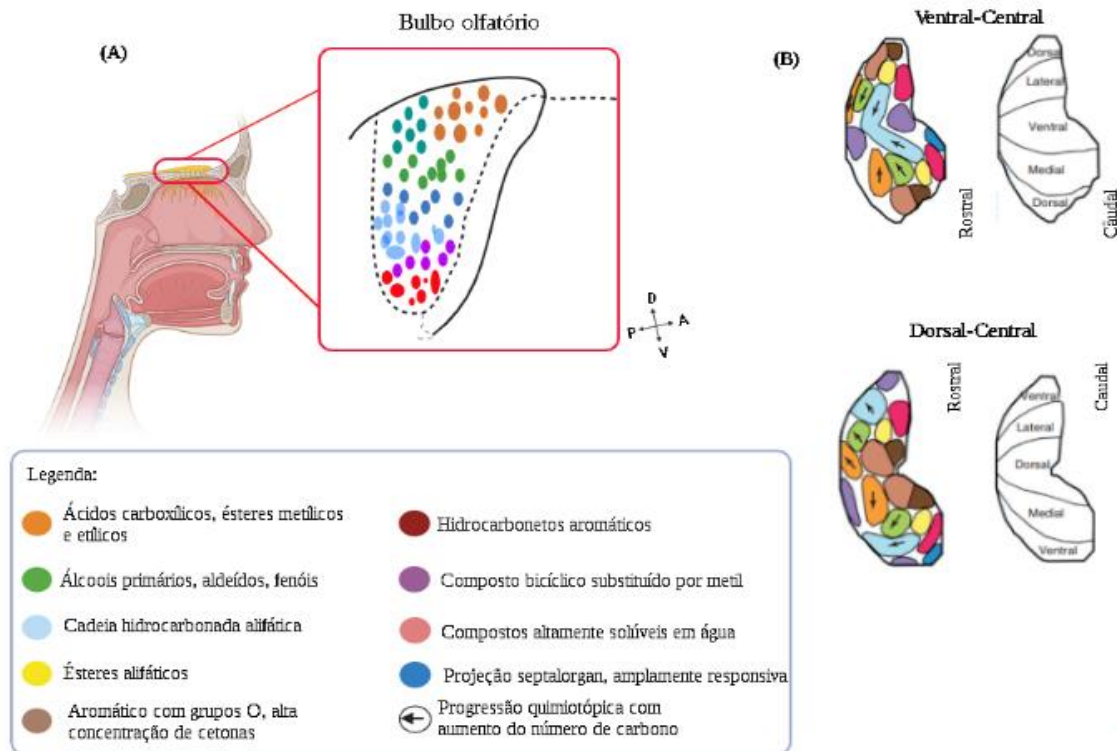 Bulbo olfatório
(A)
D
P
A
V
(B)
Ventral-Central
Dorsal
Lateral
Ventral
Medial
Dorsal
Rostral
Câudal
Dorsal-Central
Ventral
Lateral
Dorsal
Medial
Ventral
Rostral
Caudal
Legenda:
Ácidos carboxílicos, ésteres metílicos
e etílicos
Álcoois primários, aldeídos, fenóis
Cadeia hidrocarbonada alifática
Ésteres alifáticos
Aromático com grupos O, alta
concentração de cetonas
Hidrocarbonetos aromáticos
Composto bicíclico substituído por metil
Compostos altamente solúveis em água
Projeção septalorgan, amplamente responsiva
Progressão quimiotópica com
aumento do número de carbono